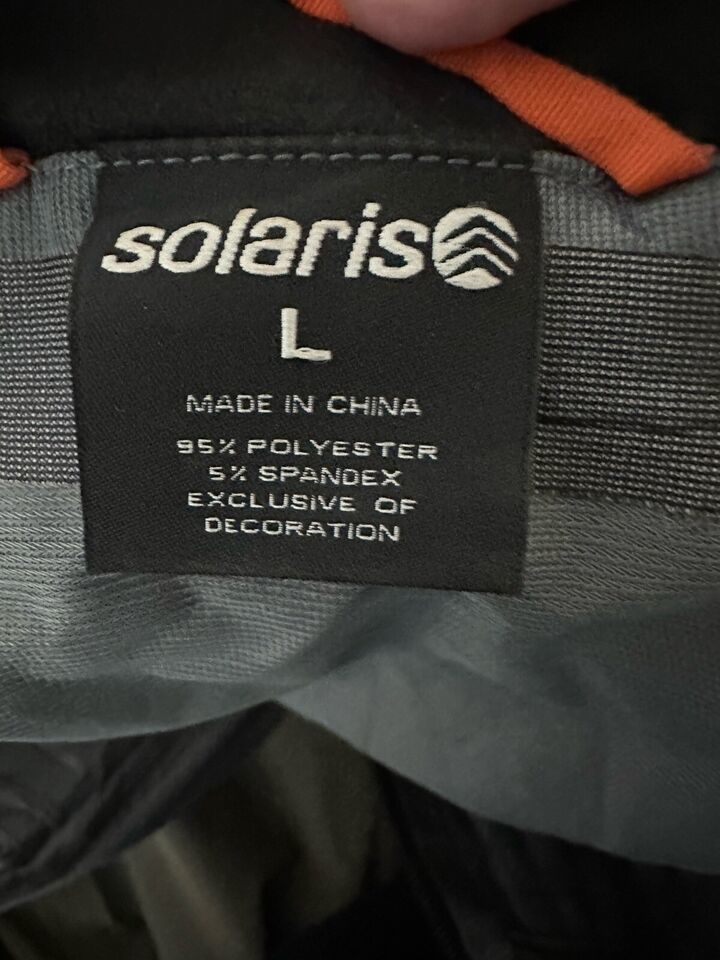 solaris
L
MADE IN CHINA
95% POLYESTER
5% SPANDEX
EXCLUSIVE OF
DECORATION